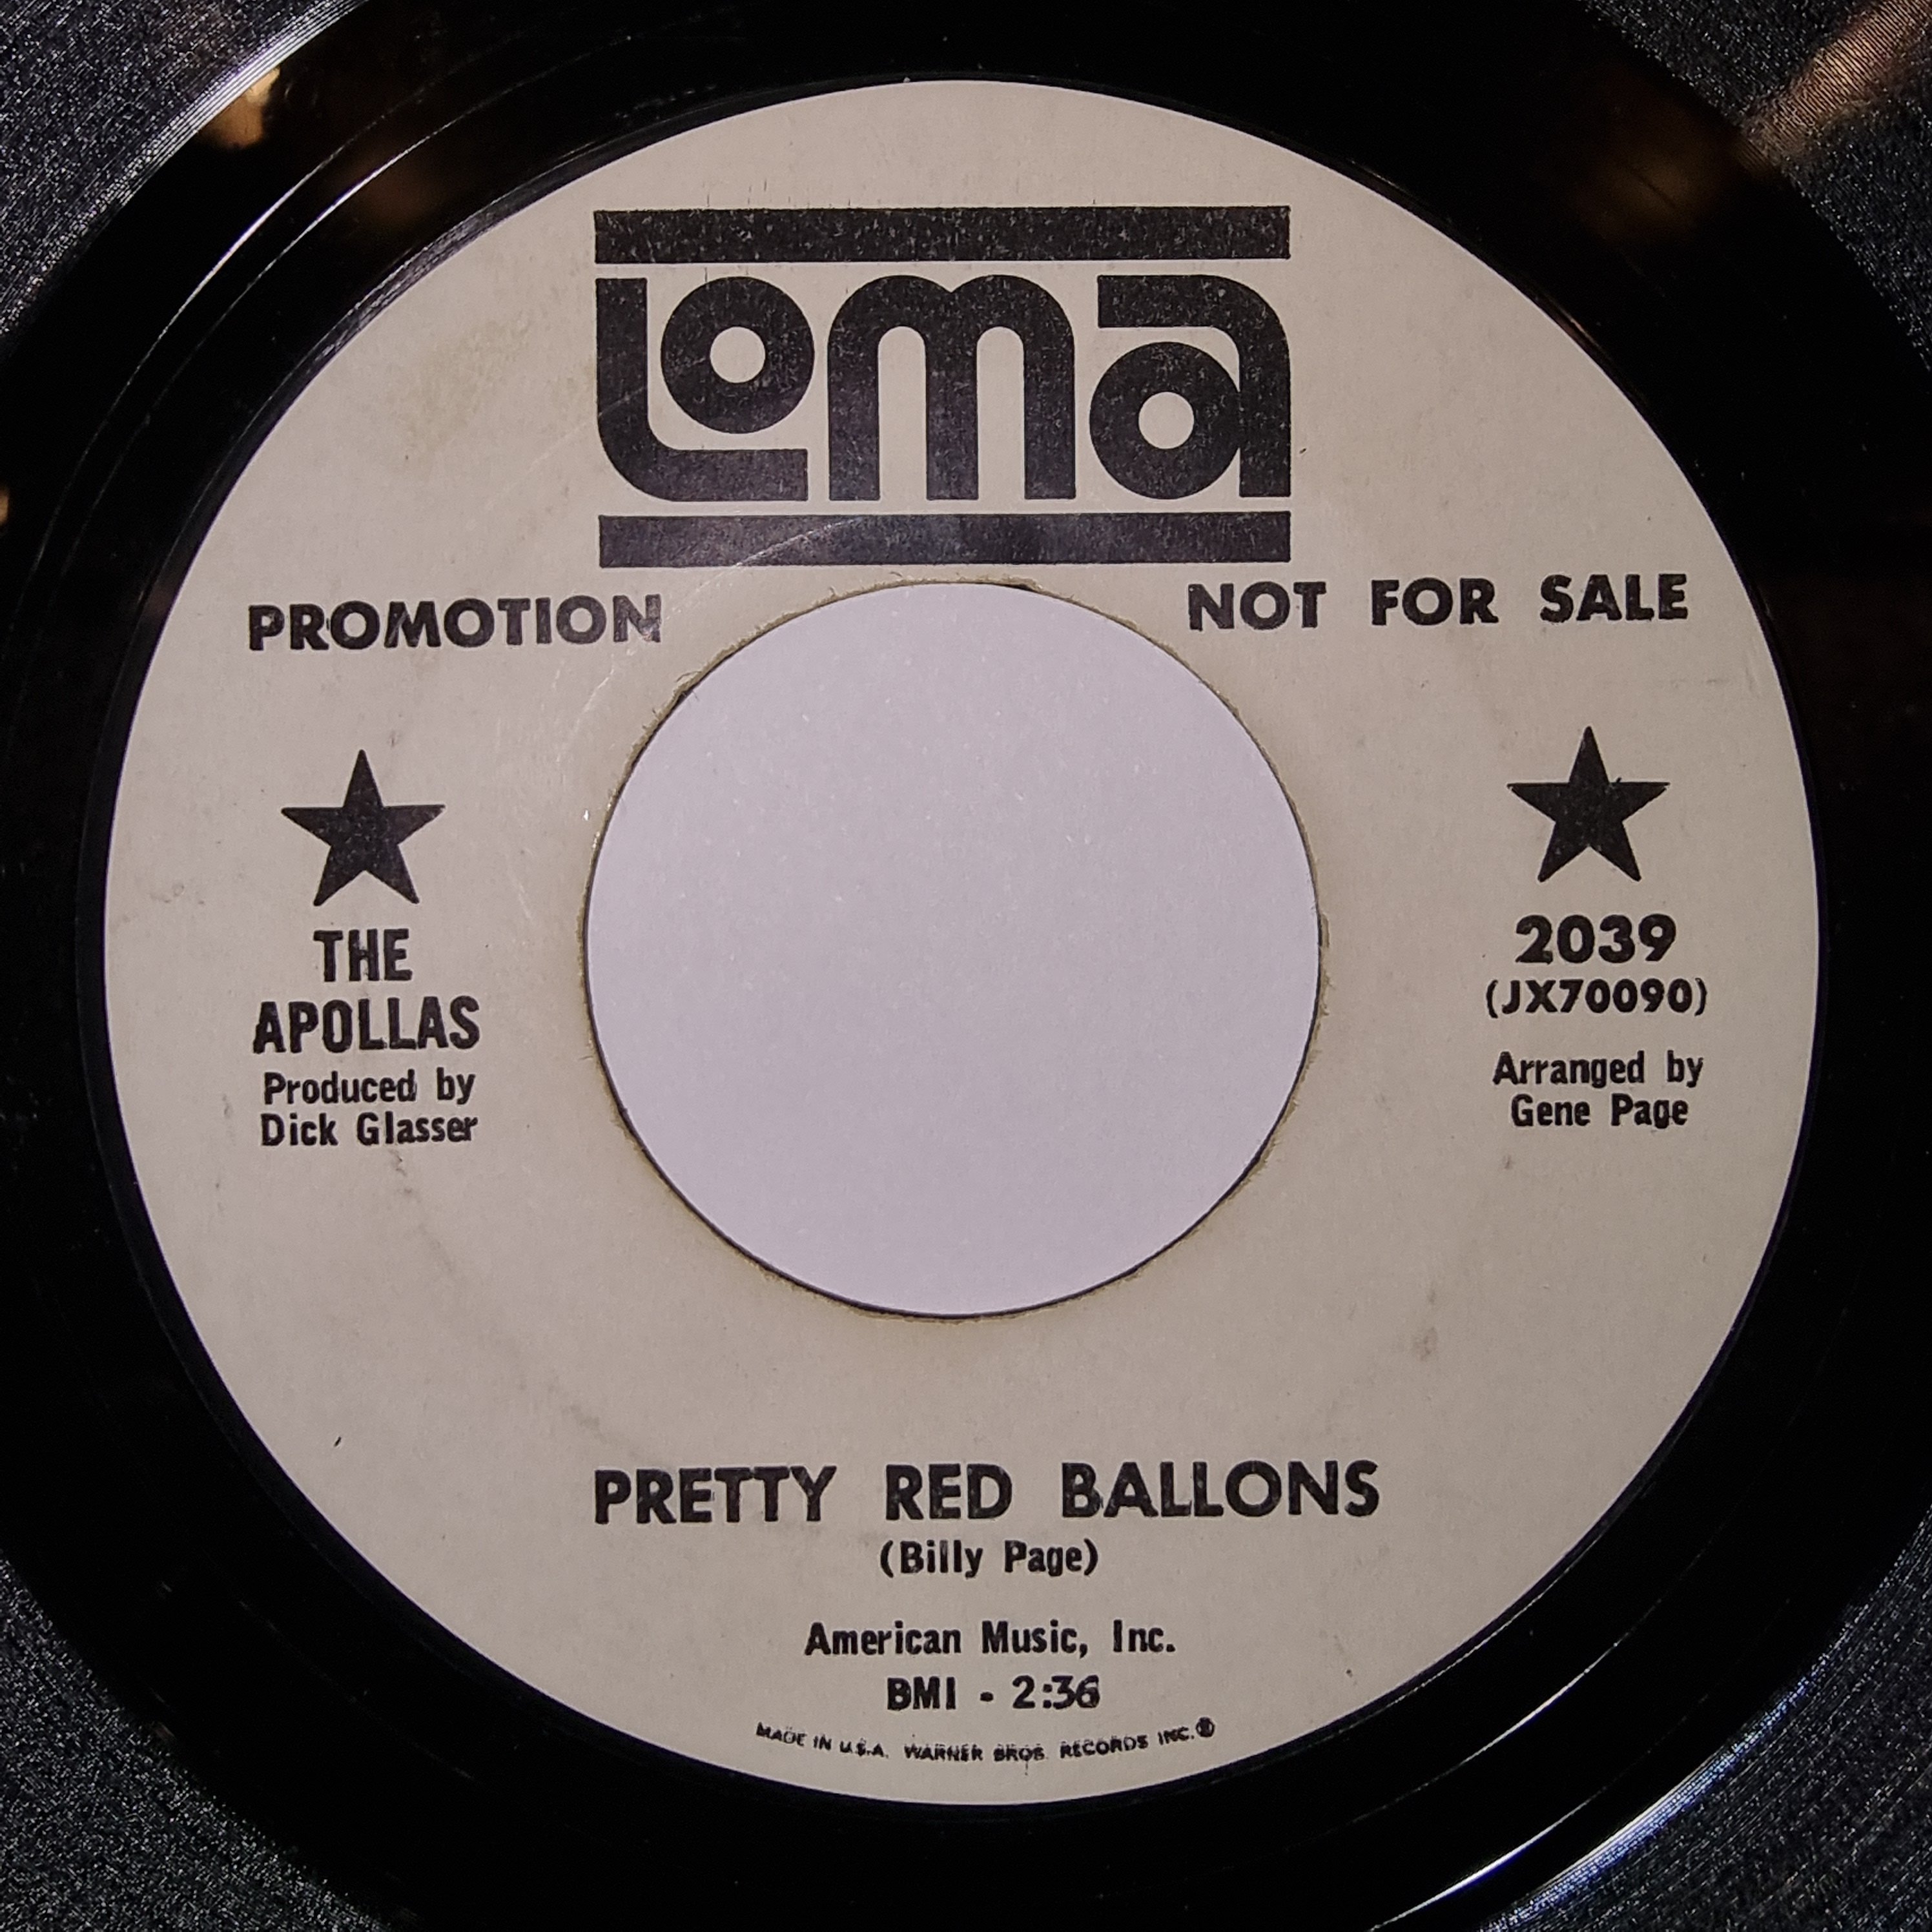 Loma
PROMOTION
NOT FOR SALE
THE
APOLLAS
Produced by
Dick Glasser
2039
(JX70090)
Arranged by
Gene Page
PRETTY RED BALLONS
(Billy Page)
American Music, Inc.
BMI - 2:36
MADE IN U.S.A. WARNER BROS. RECORDS INC.®